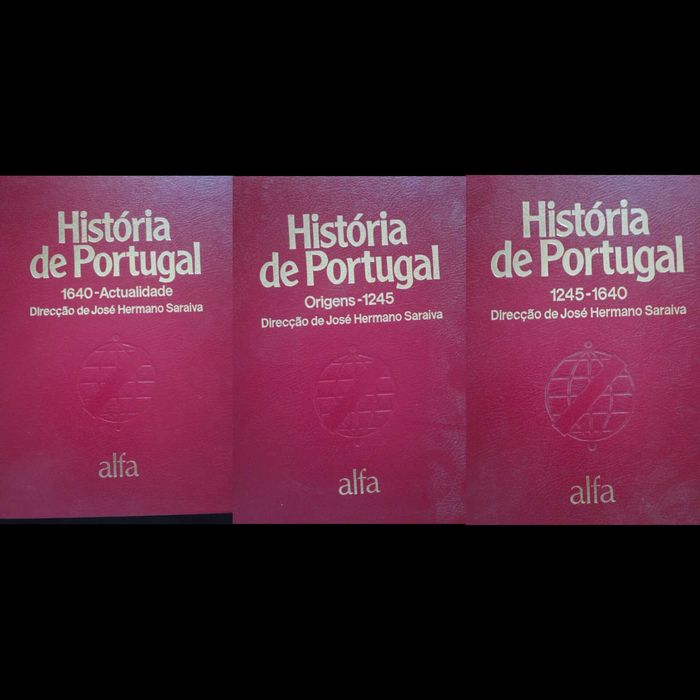 História
de Portugal
1640-Actualidade
Direcção de José Hermano Saraiva
alfa
História
de Portugal
Origens-1245
Direcção de José Hermano Saraiva
alfa
História
de Portugal
1245-1640
Direcção de José Hermano Saraiva
alfa